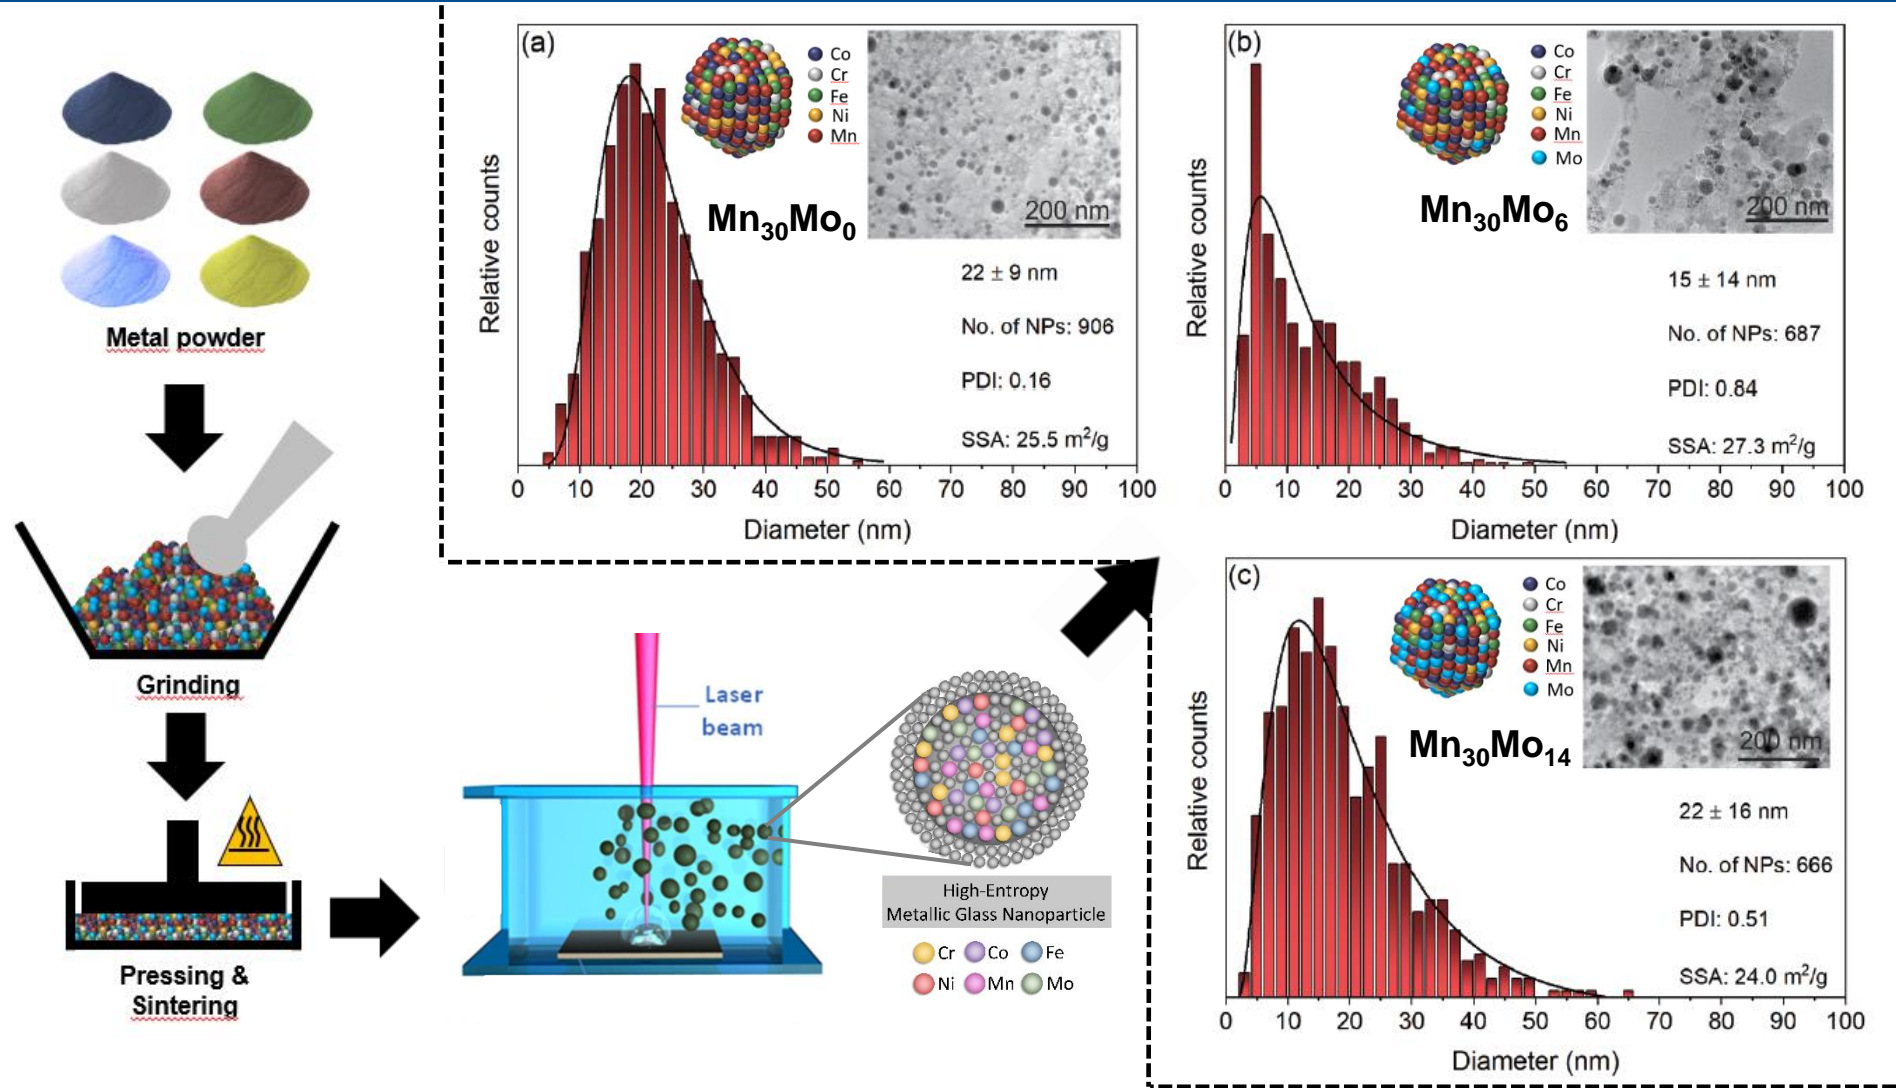 Metal powder
Grinding
Pressing &
Sintering
Laser
beam
High-Entropy
Metallic Glass Nanoparticle
Cr Co Fe
Ni Mn Mo
(a)
Co
Cr
Fe
Ni
Mn
200 nm
Mn30Mo0
22 ± 9 nm
No. of NPs: 906
PDI: 0.16
SSA: 25.5 m²/g
Relative counts
0 10 20 30 40 50 60 70 80 90 100
Diameter (nm)
(b)
Co
Cr
Fe
Ni
Mn
Mo
200 nm
Mn30Mo6
15 ± 14 nm
No. of NPs: 687
PDI: 0.84
SSA: 27.3 m²/g
Relative counts
0 10 20 30 40 50 60 70 80 90 100
Diameter (nm)
(c)
Co
Cr
Fe
Ni
Mn
Mo
200 nm
Mn30Mo14
22 ± 16 nm
No. of NPs: 666
PDI: 0.51
SSA: 24.0 m²/g
Relative counts
0 10 20 30 40 50 60 70 80 90 100
Diameter (nm)